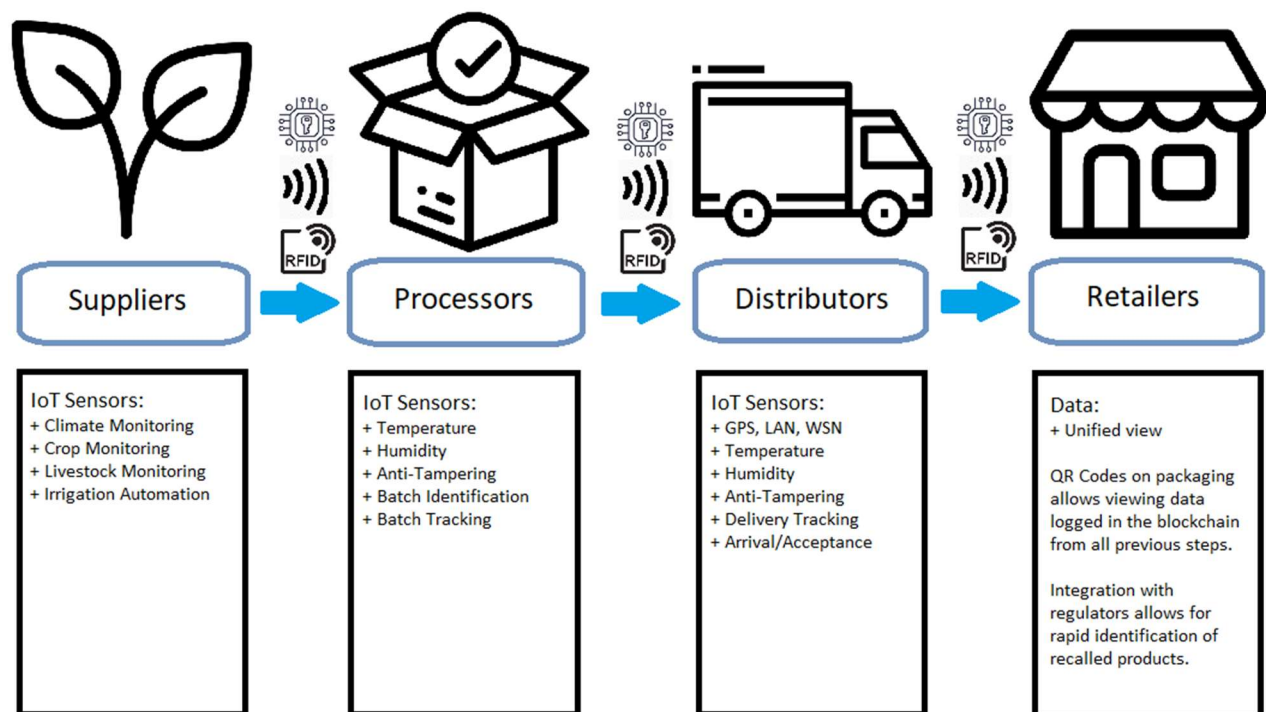 RFID
RFID
RFID
Suppliers
Processors
Distributors
Retailers
IoT Sensors:
+ Climate Monitoring
+ Crop Monitoring
+ Livestock Monitoring
+ Irrigation Automation
IoT Sensors:
+ Temperature
+ Humidity
+ Anti-Tampering
+ Batch Identification
+ Batch Tracking
IoT Sensors:
+ GPS, LAN, WSN
+ Temperature
+ Humidity
+ Anti-Tampering
+ Delivery Tracking
+ Arrival/Acceptance
Data:
+ Unified view
QR Codes on packaging
allows viewing data
logged in the blockchain
from all previous steps.
Integration with
regulators allows for
rapid identification of
recalled products.